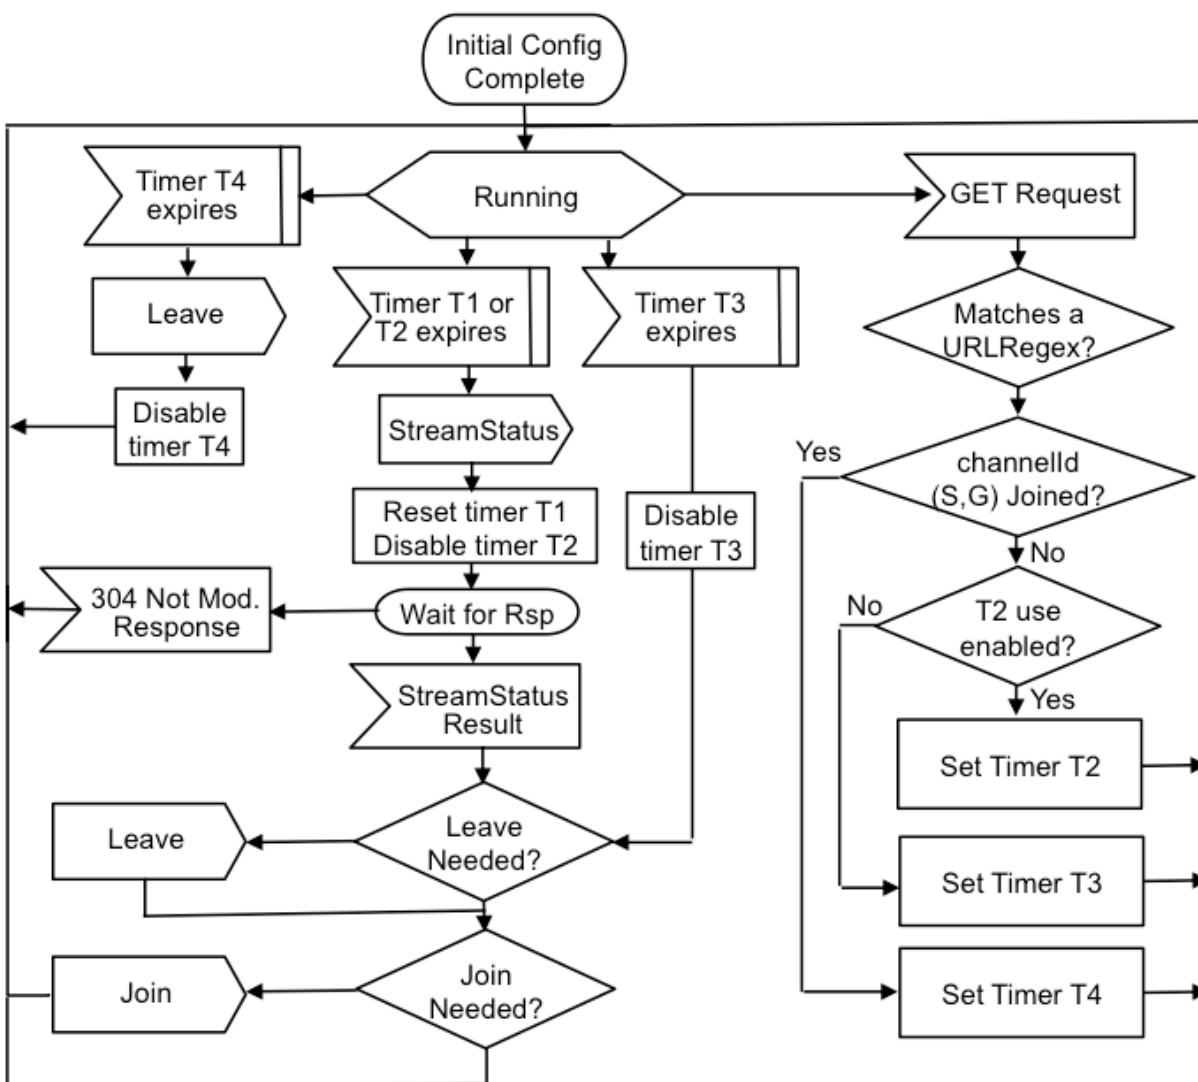 Initial Config
Complete
Timer T4
expires
Running
GET Request
Leave
Timer T1 or
T2 expires
Timer T3
expires
Matches a
URLRegex?
Disable
timer T4
StreamStatus
Yes
channelId
(S,G) Joined?
Reset timer T1
Disable timer T2
Disable
timer T3
No
304 Not Mod.
Response
Wait for Rsp
No
T2 use
enabled?
StreamStatus
Result
Yes
Set Timer T2
Leave
Leave
Needed?
Set Timer T3
Join
Join
Needed?
Set Timer T4